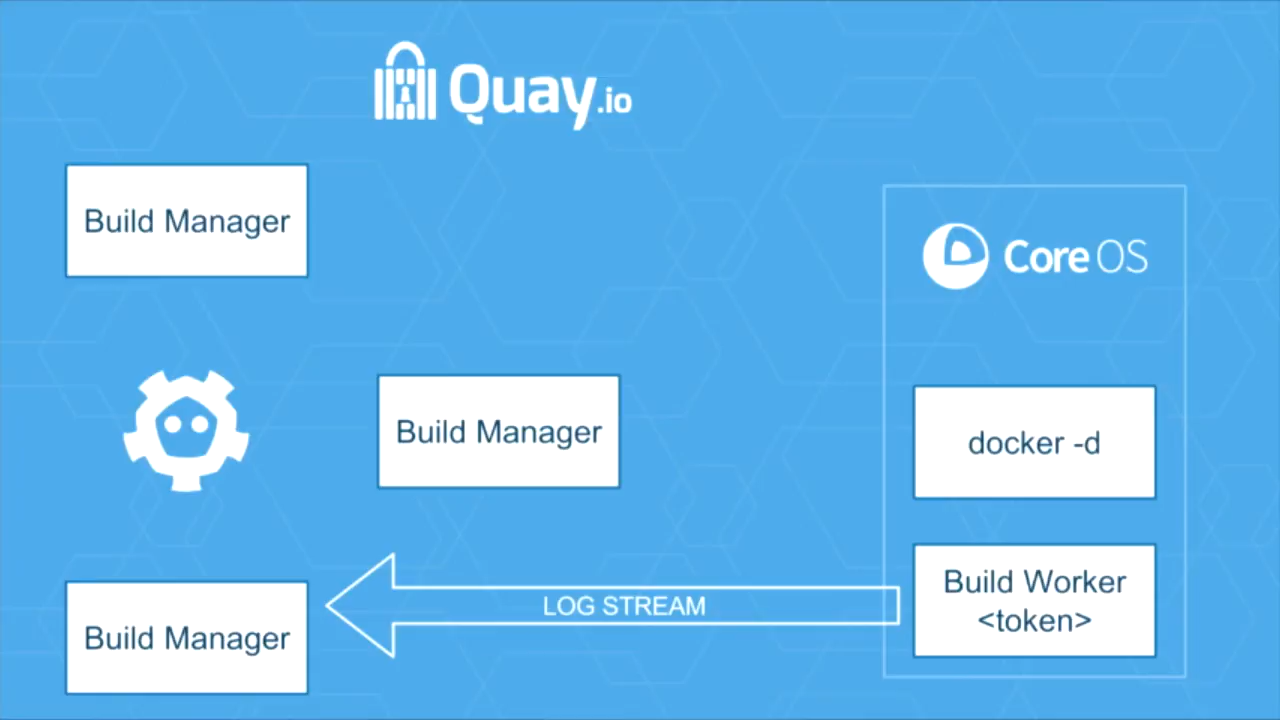 Quay.io
Build Manager
Core OS
Build Manager
docker -d
Build Worker
<token>
LOG STREAM
Build Manager